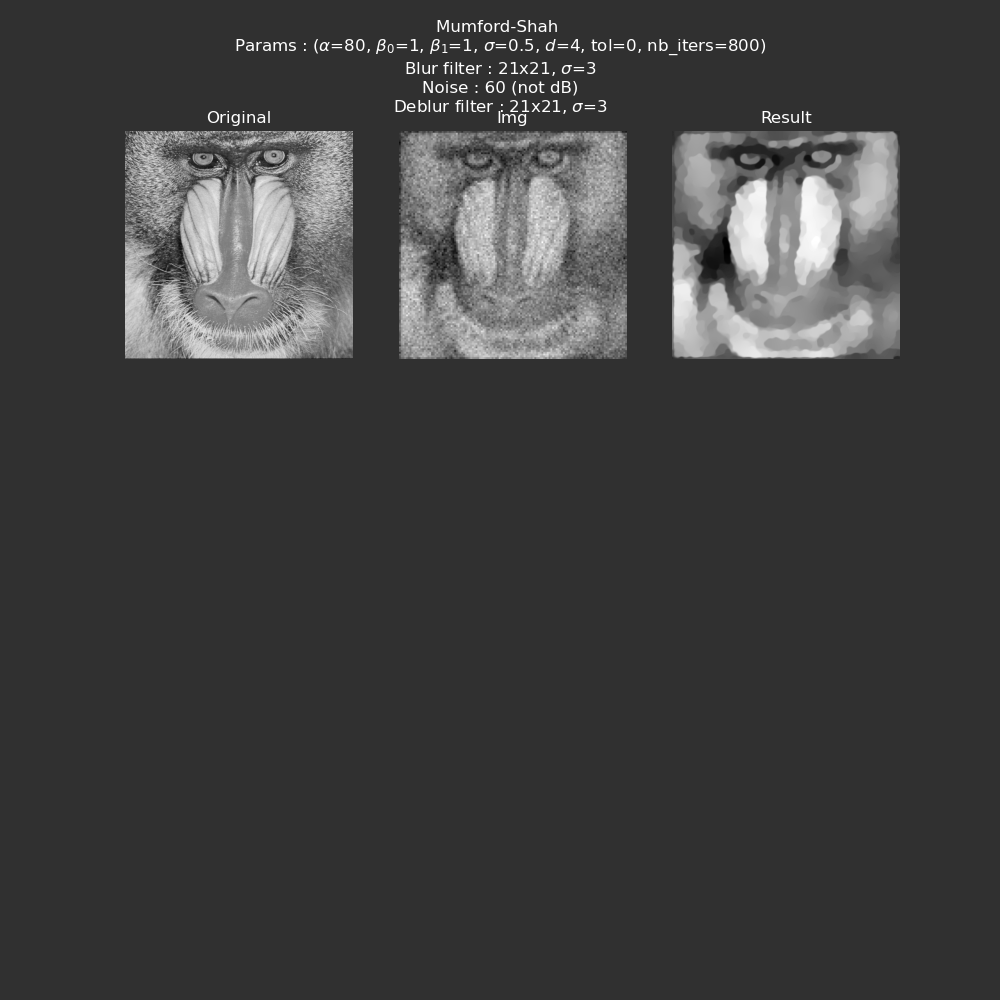 Mumford-Shah
Params : (α=80, β₀=1, β₁=1, σ=0.5, d=4, tol=0, nb_iters=800)
Blur filter : 21x21, σ=3
Noise : 60 (not dB)
Deblur filter : 21x21, σ=3
Original
Img
Result